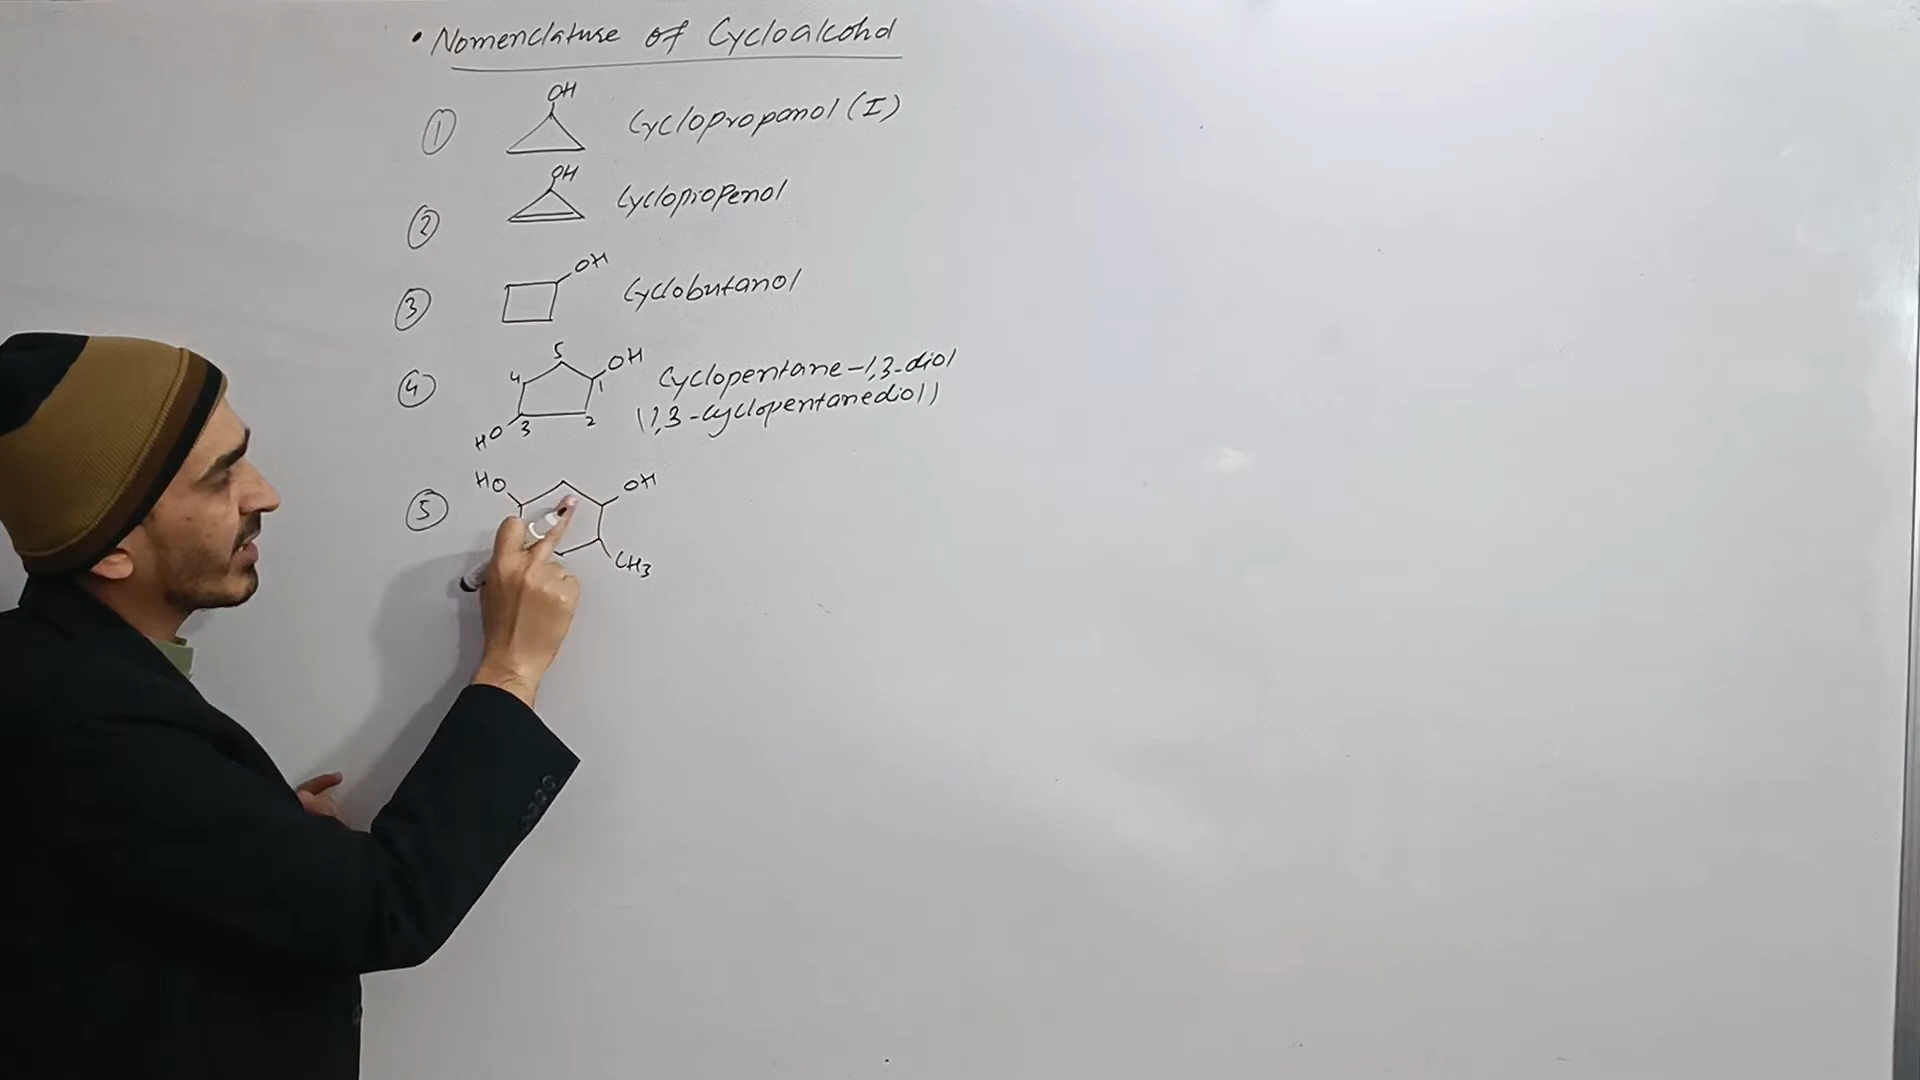 • Nomenclature of Cycloalcohol
① OH Cyclopropanol (I)
② OH Cyclopropenol
③ OH Cyclobutanol
④ 5 4 OH 1 HO 3 2 Cyclopentane-1,3-diol
(1,3-cyclopentanediol)
⑤ HO OH
CH3